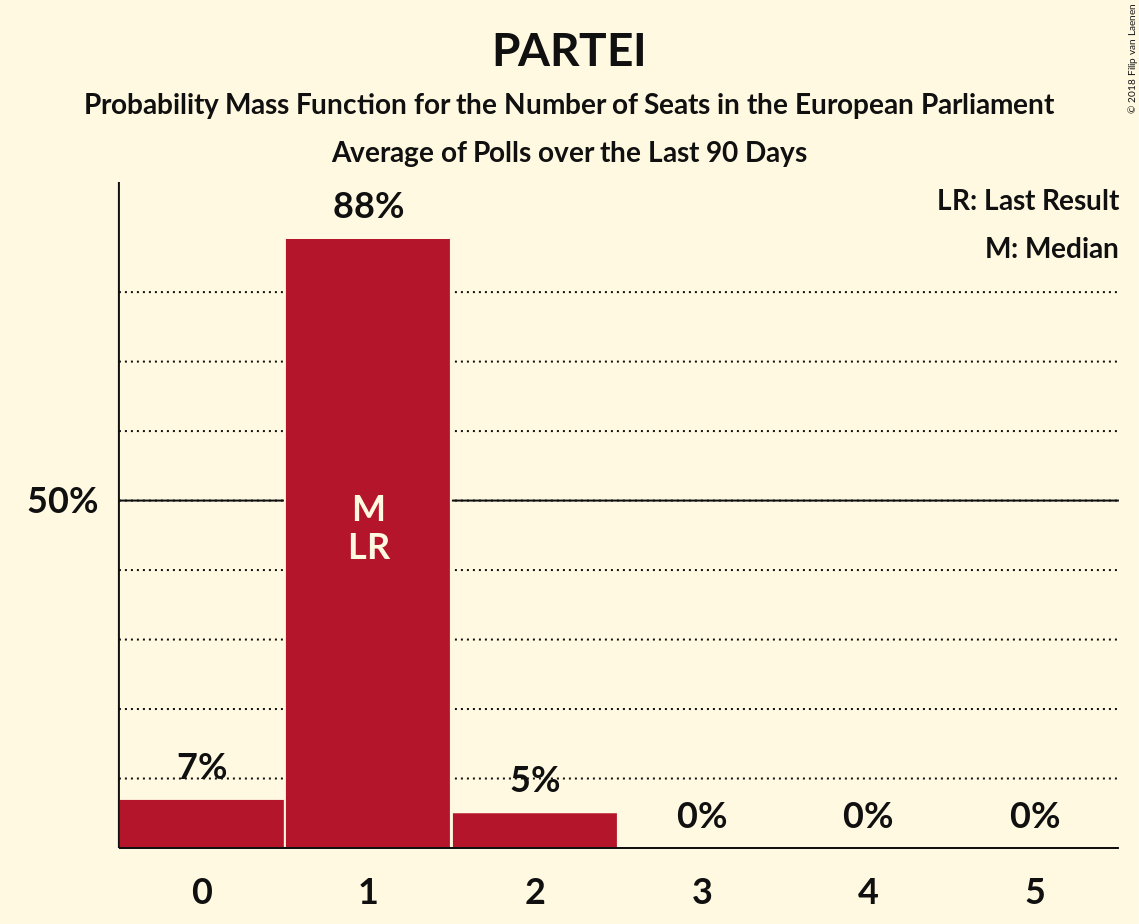 PARTEI
Probability Mass Function for the Number of Seats in the European Parliament
Average of Polls over the Last 90 Days
© 2018 Filip van Laenen
LR: Last Result
M: Median
88%
50%
M
LR
7%
5%
0%
0%
0%
0
1
2
3
4
5